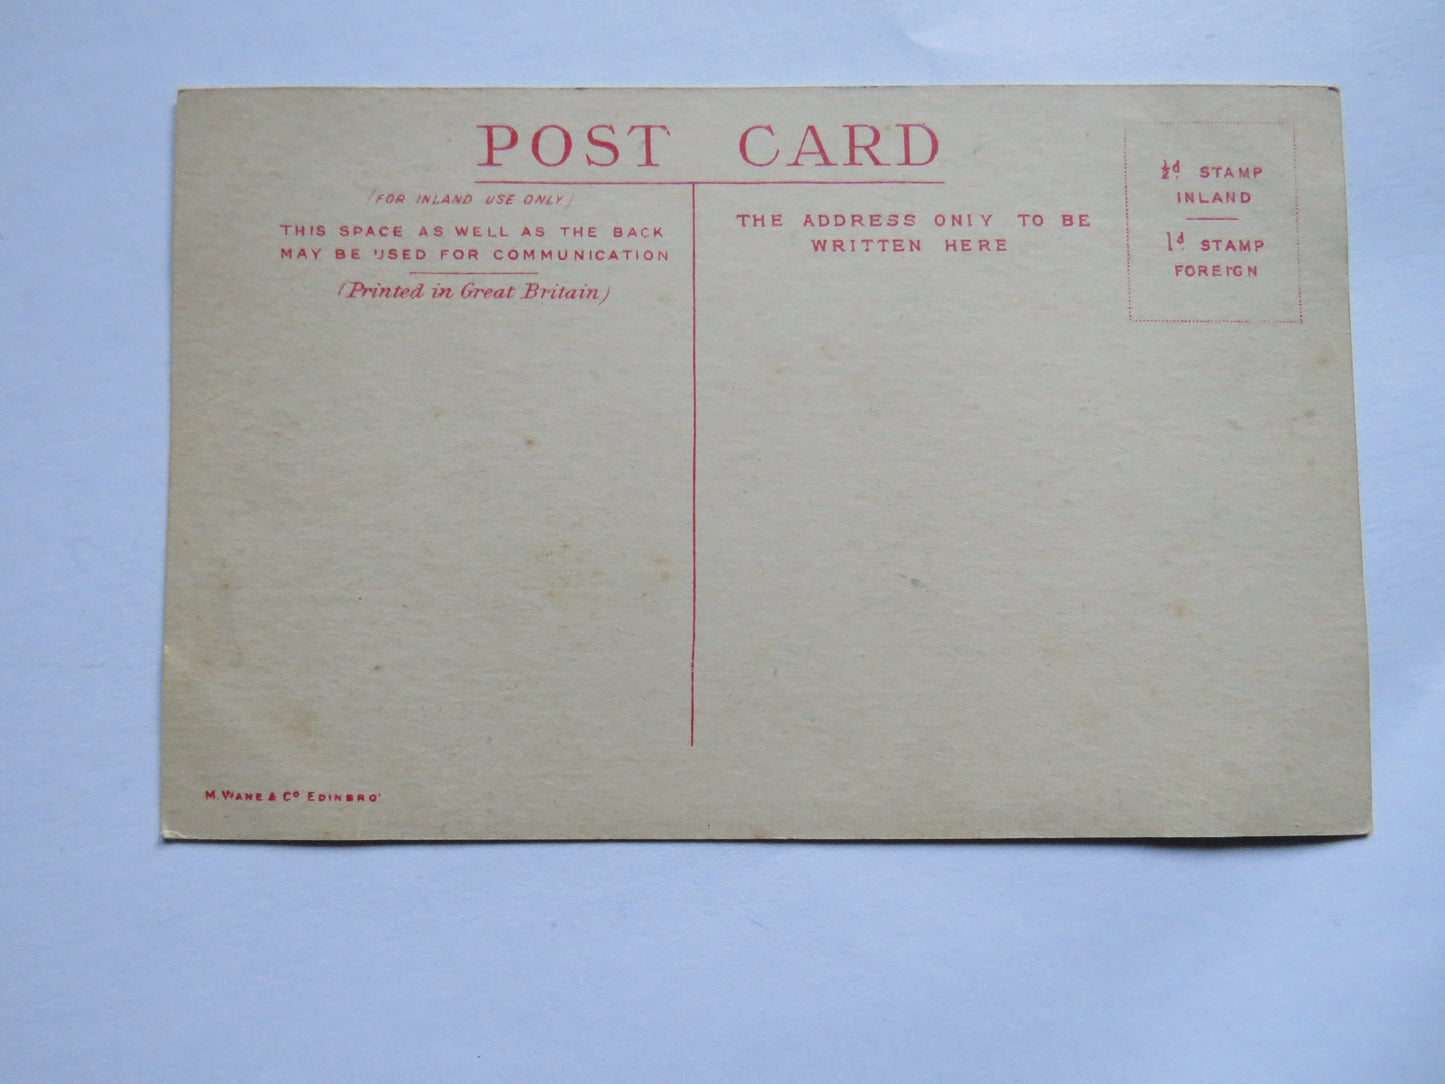 POST CARD
(FOR INLAND USE ONLY)
THIS SPACE AS WELL AS THE BACK
MAY BE USED FOR COMMUNICATION
(Printed in Great Britain)
THE ADDRESS ONLY TO BE
WRITTEN HERE
½d. STAMP
INLAND
1d. STAMP
FOREIGN
M. WANE & Co EDINBRO'